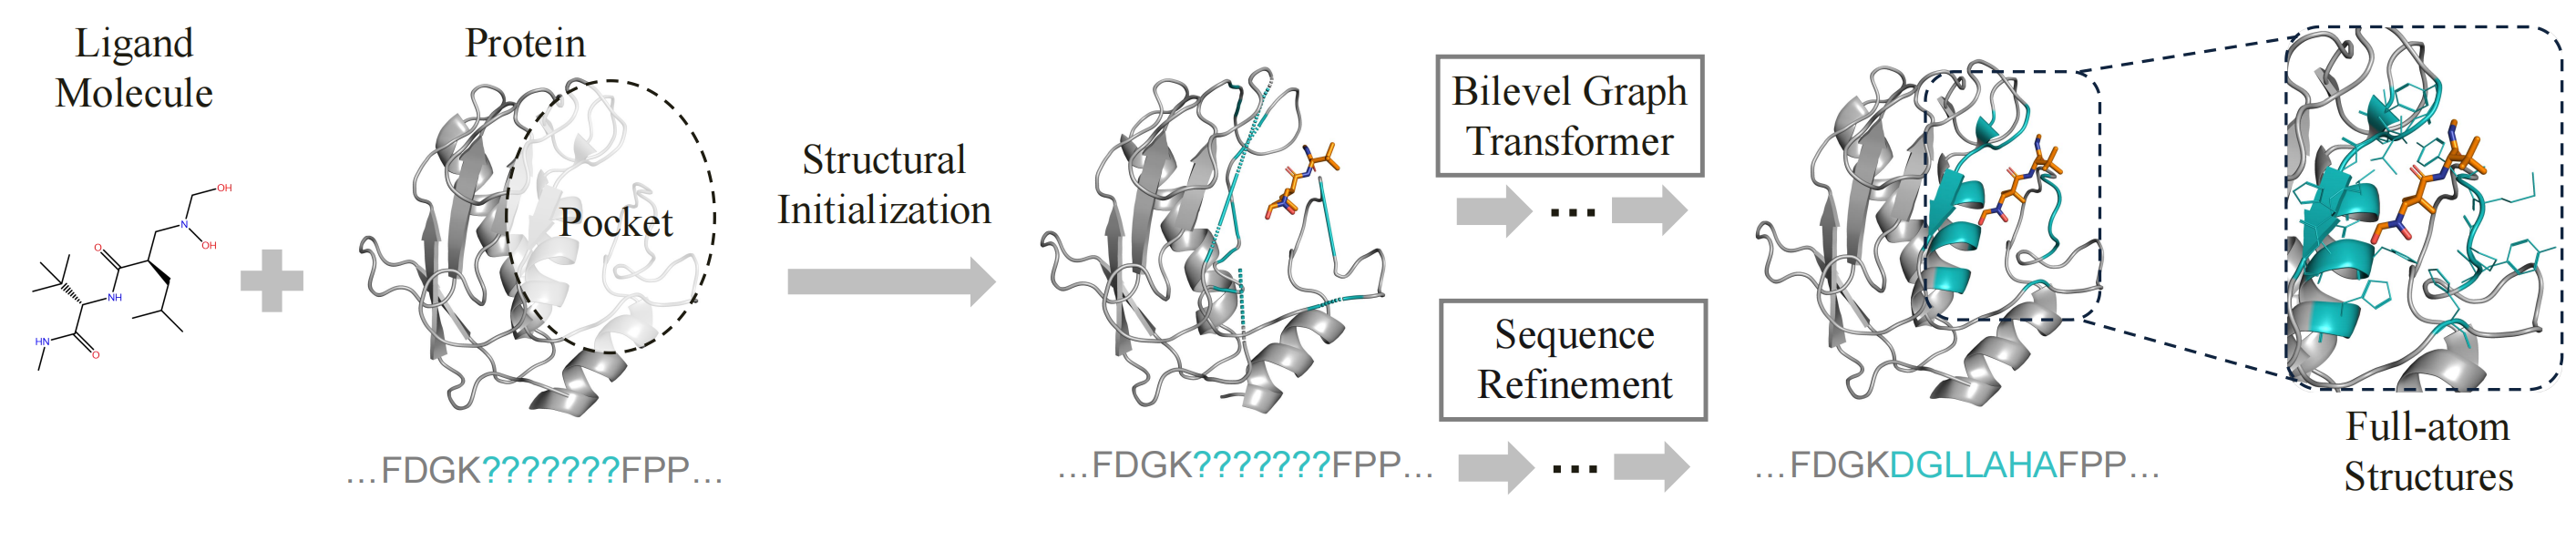 Ligand
Molecule
OH
N
OH
O
NH
HN
O
Protein
Pocket
...FDGK???????FPP...
Structural
Initialization
...FDGK???????FPP...
Bilevel Graph
Transformer
...
Sequence
Refinement
...
...FDGKDGLLAHAFPP...
Full-atom
Structures